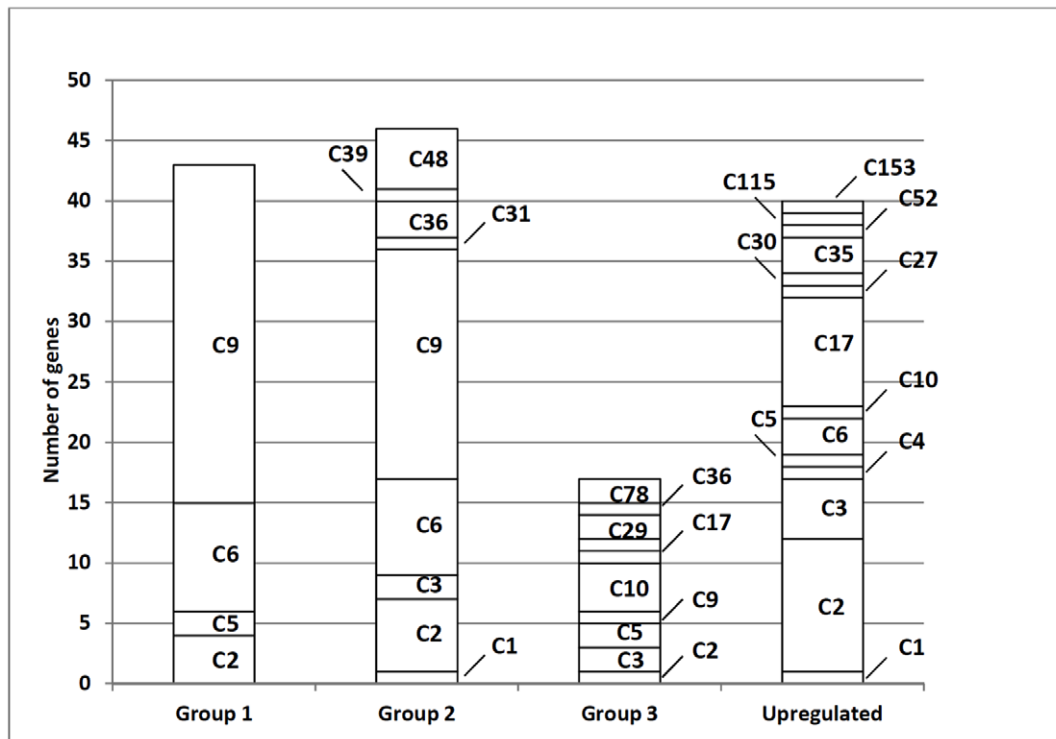 50
45
40
35
30
25
20
15
10
5
0
Number of genes
C9
C6
C5
C2
Group 1
C48
C39
C36
C31
C9
C6
C3
C2
C1
Group 2
C78
C36
C29
C17
C10
C9
C5
C3
C2
Group 3
C153
C115
C52
C35
C30
C27
C17
C10
C6
C5
C4
C3
C2
C1
Upregulated